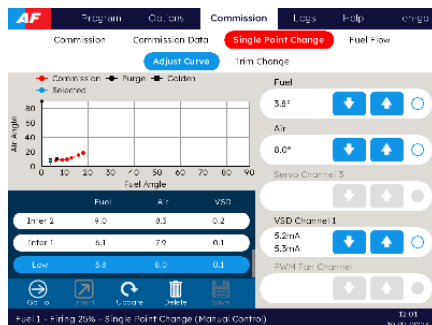 AF Program Options Commission Logs Help en-go
Commission Commission Data Single Point Change Fuel Flow
Adjust Curve Trim Change
Commission Purge Golden
Selected
Air Angle
80
60
40
20
0
0 10 20 30 40 50 60 70 80 90
Fuel Angle
Fuel Air VSD
Inter 2 9.0 8.3 0.2
Inter 1 6.1 7.9 0.1
Low 3.8 8.0 0.1
Go To Insert Update Delete Save
Fuel
3.8°
Air
8.0°
Servo Channel 3
VSD Channel 1
5.2mA
5.3mA
PWM Fan Channel
Fuel 1 - Firing 25% - Single Point Change (Manual Control)
12:01